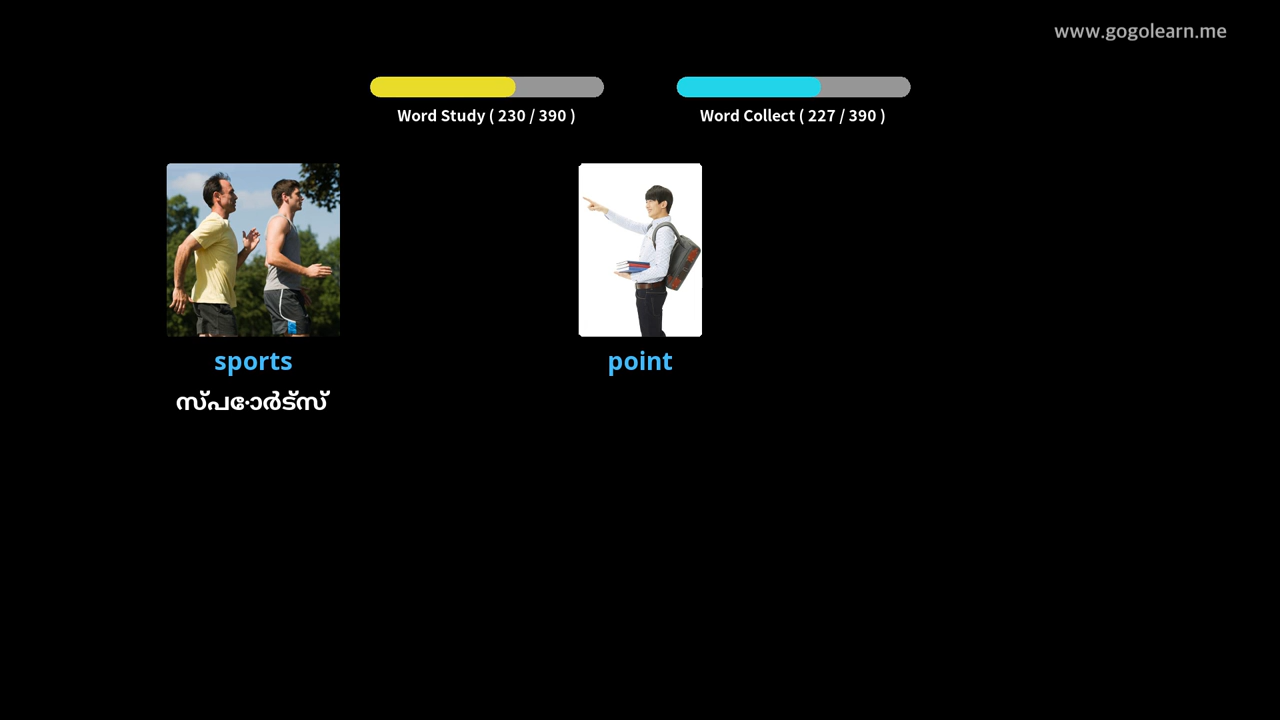 www.gogolearn.me
Word Study ( 230 / 390 )
Word Collect ( 227 / 390 )
sports
point
സ്പോർട്സ്